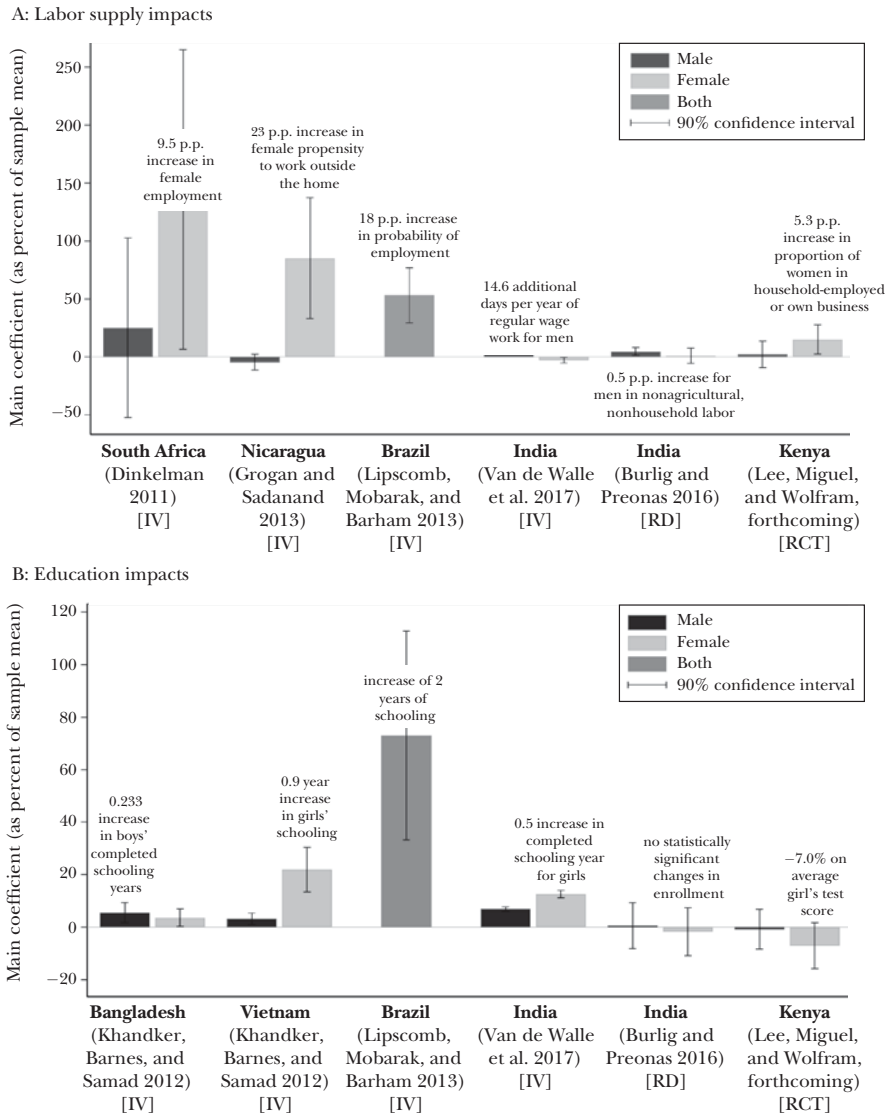 A: Labor supply impacts
Main coefficient (as percent of sample mean)
250
200
150
100
50
0
−50
Male
Female
Both
90% confidence interval
9.5 p.p.
increase in
female
employment
23 p.p. increase in
female propensity
to work outside
the home
18 p.p. increase
in probability of
employment
14.6 additional
days per year of
regular wage
work for men
0.5 p.p. increase for
men in nonagricultural,
nonhousehold labor
5.3 p.p.
increase in
proportion of
women in
household-employed
or own business
South Africa
(Dinkelman
2011)
[IV]
Nicaragua
(Grogan and
Sadanand
2013)
[IV]
Brazil
(Lipscomb,
Mobarak, and
Barham 2013)
[IV]
India
(Van de Walle
et al. 2017)
[IV]
India
(Burlig and
Preonas 2016)
[RD]
Kenya
(Lee, Miguel,
and Wolfram,
forthcoming)
[RCT]
B: Education impacts
Main coefficient (as percent of sample mean)
120
100
80
60
40
20
0
−20
Male
Female
Both
90% confidence interval
0.233
increase
in boys’
completed
schooling
years
0.9 year
increase
in girls’
schooling
increase of 2
years of
schooling
0.5 increase in
completed
schooling year
for girls
no statistically
significant
changes in
enrollment
−7.0% on
average
girl’s test
score
Bangladesh
(Khandker,
Barnes, and
Samad 2012)
[IV]
Vietnam
(Khandker,
Barnes, and
Samad 2012)
[IV]
Brazil
(Lipscomb,
Mobarak, and
Barham 2013)
[IV]
India
(Van de Walle
et al. 2017)
[IV]
India
(Burlig and
Preonas 2016)
[RD]
Kenya
(Lee, Miguel,
and Wolfram,
forthcoming)
[RCT]